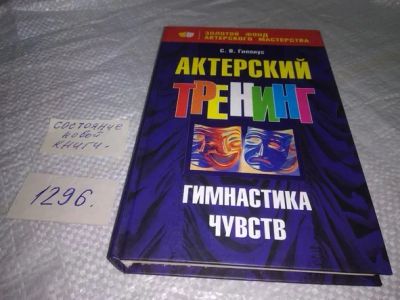 ЗОЛОТОЙ ФОНД
АКТЕРСКОГО МАСТЕРСТВА
С. В. Гиппиус
АКТЕРСКИЙ
ТРЕНИНГ
ГИМНАСТИКА
ЧУВСТВ
состояние
новой
книги -
1296.